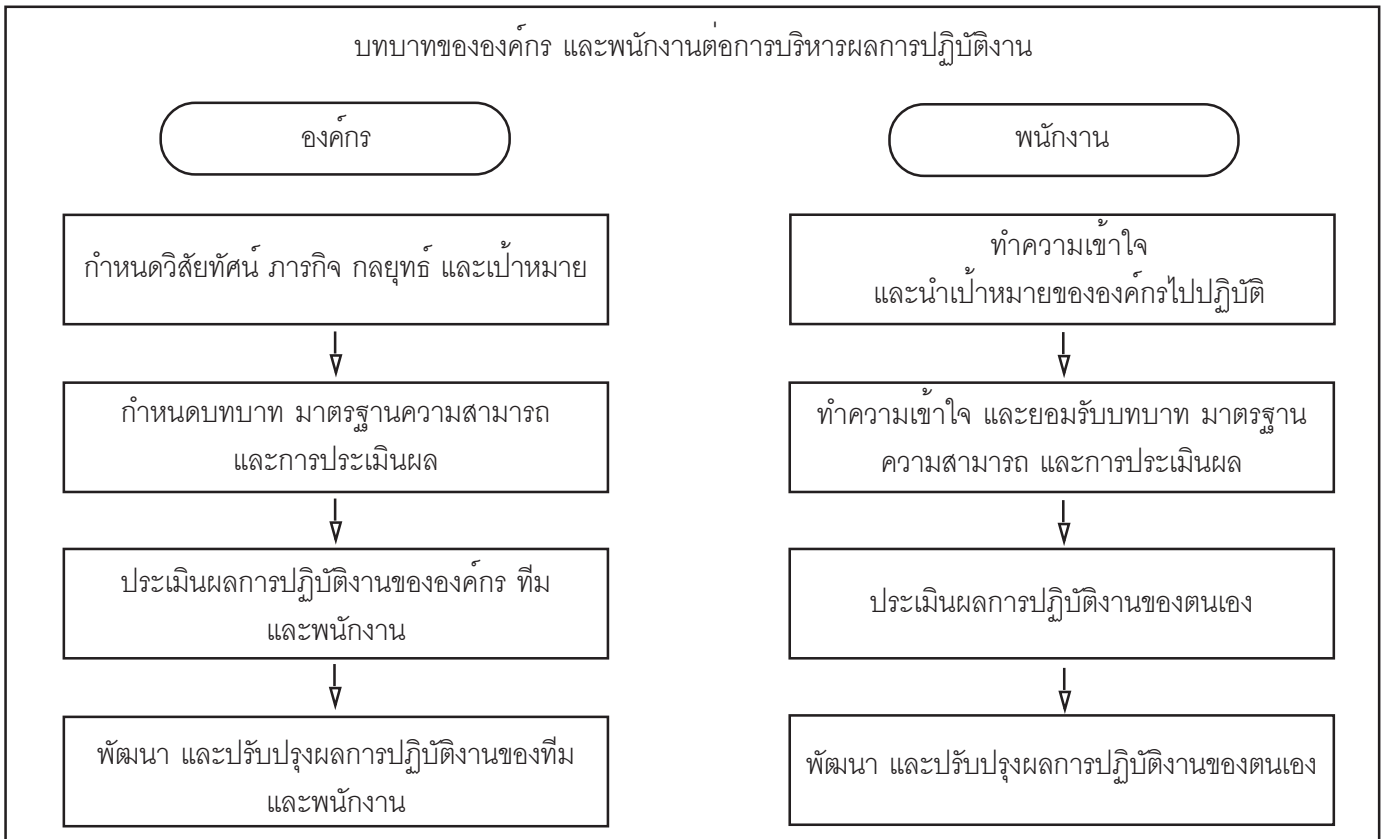 บทบาทขององค์กร และพนักงานต่อการบริหารผลการปฏิบัติงาน
องค์กร
กำหนดวิสัยทัศน์ ภารกิจ กลยุทธ์ และเป้าหมาย
กำหนดบทบาท มาตรฐานความสามารถ
และการประเมินผล
ประเมินผลการปฏิบัติงานขององค์กร ทีม
และพนักงาน
พัฒนา และปรับปรุงผลการปฏิบัติงานของทีม
และพนักงาน
พนักงาน
ทำความเข้าใจ
และนำเป้าหมายขององค์กรไปปฏิบัติ
ทำความเข้าใจ และยอมรับบทบาท มาตรฐาน
ความสามารถ และการประเมินผล
ประเมินผลการปฏิบัติงานของตนเอง
พัฒนา และปรับปรุงผลการปฏิบัติงานของตนเอง